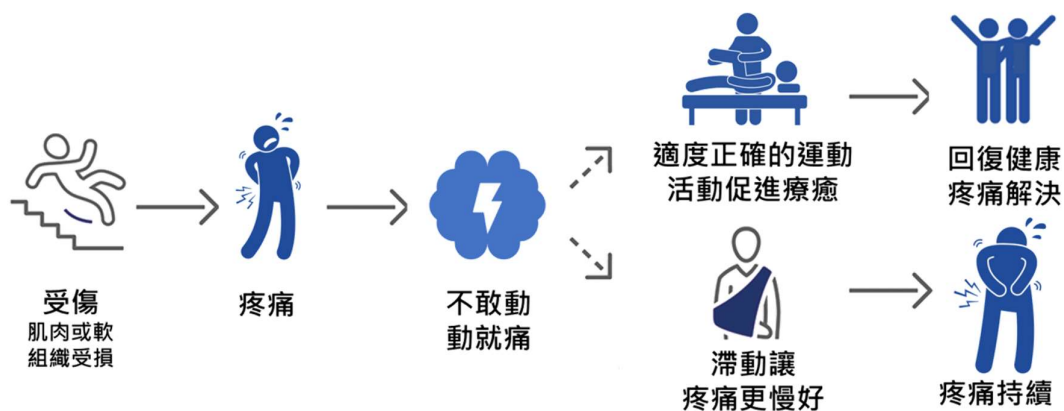 受傷
肌肉或軟
組織受損
疼痛
不敢動
動就痛
適度正確的運動
活動促進療癒
回復健康
疼痛解決
滯動讓
疼痛更慢好
疼痛持續